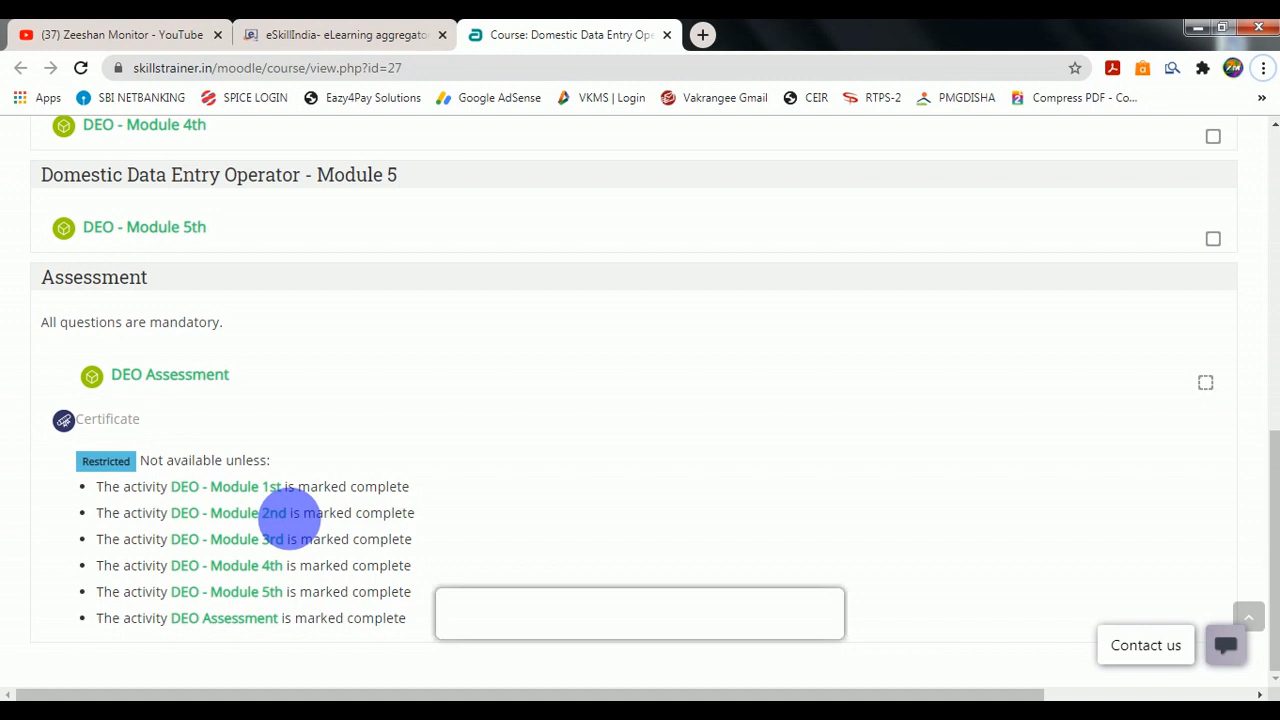 (37) Zeeshan Monitor - YouTube
eSkillIndia- eLearning aggregato
Course: Domestic Data Entry Ope
skillstrainer.in/moodle/course/view.php?id=27
Apps SBI NETBANKING SPICE LOGIN Eazy4Pay Solutions Google AdSense VKMS | Login Vakrangee Gmail CEIR RTPS-2 PMGDISHA Compress PDF - Co... »
DEO - Module 4th
Domestic Data Entry Operator - Module 5
DEO - Module 5th
Assessment
All questions are mandatory.
DEO Assessment
Certificate
Restricted Not available unless:
• The activity DEO - Module 1st is marked complete
• The activity DEO - Module 2nd is marked complete
• The activity DEO - Module 3rd is marked complete
• The activity DEO - Module 4th is marked complete
• The activity DEO - Module 5th is marked complete
• The activity DEO Assessment is marked complete
Contact us